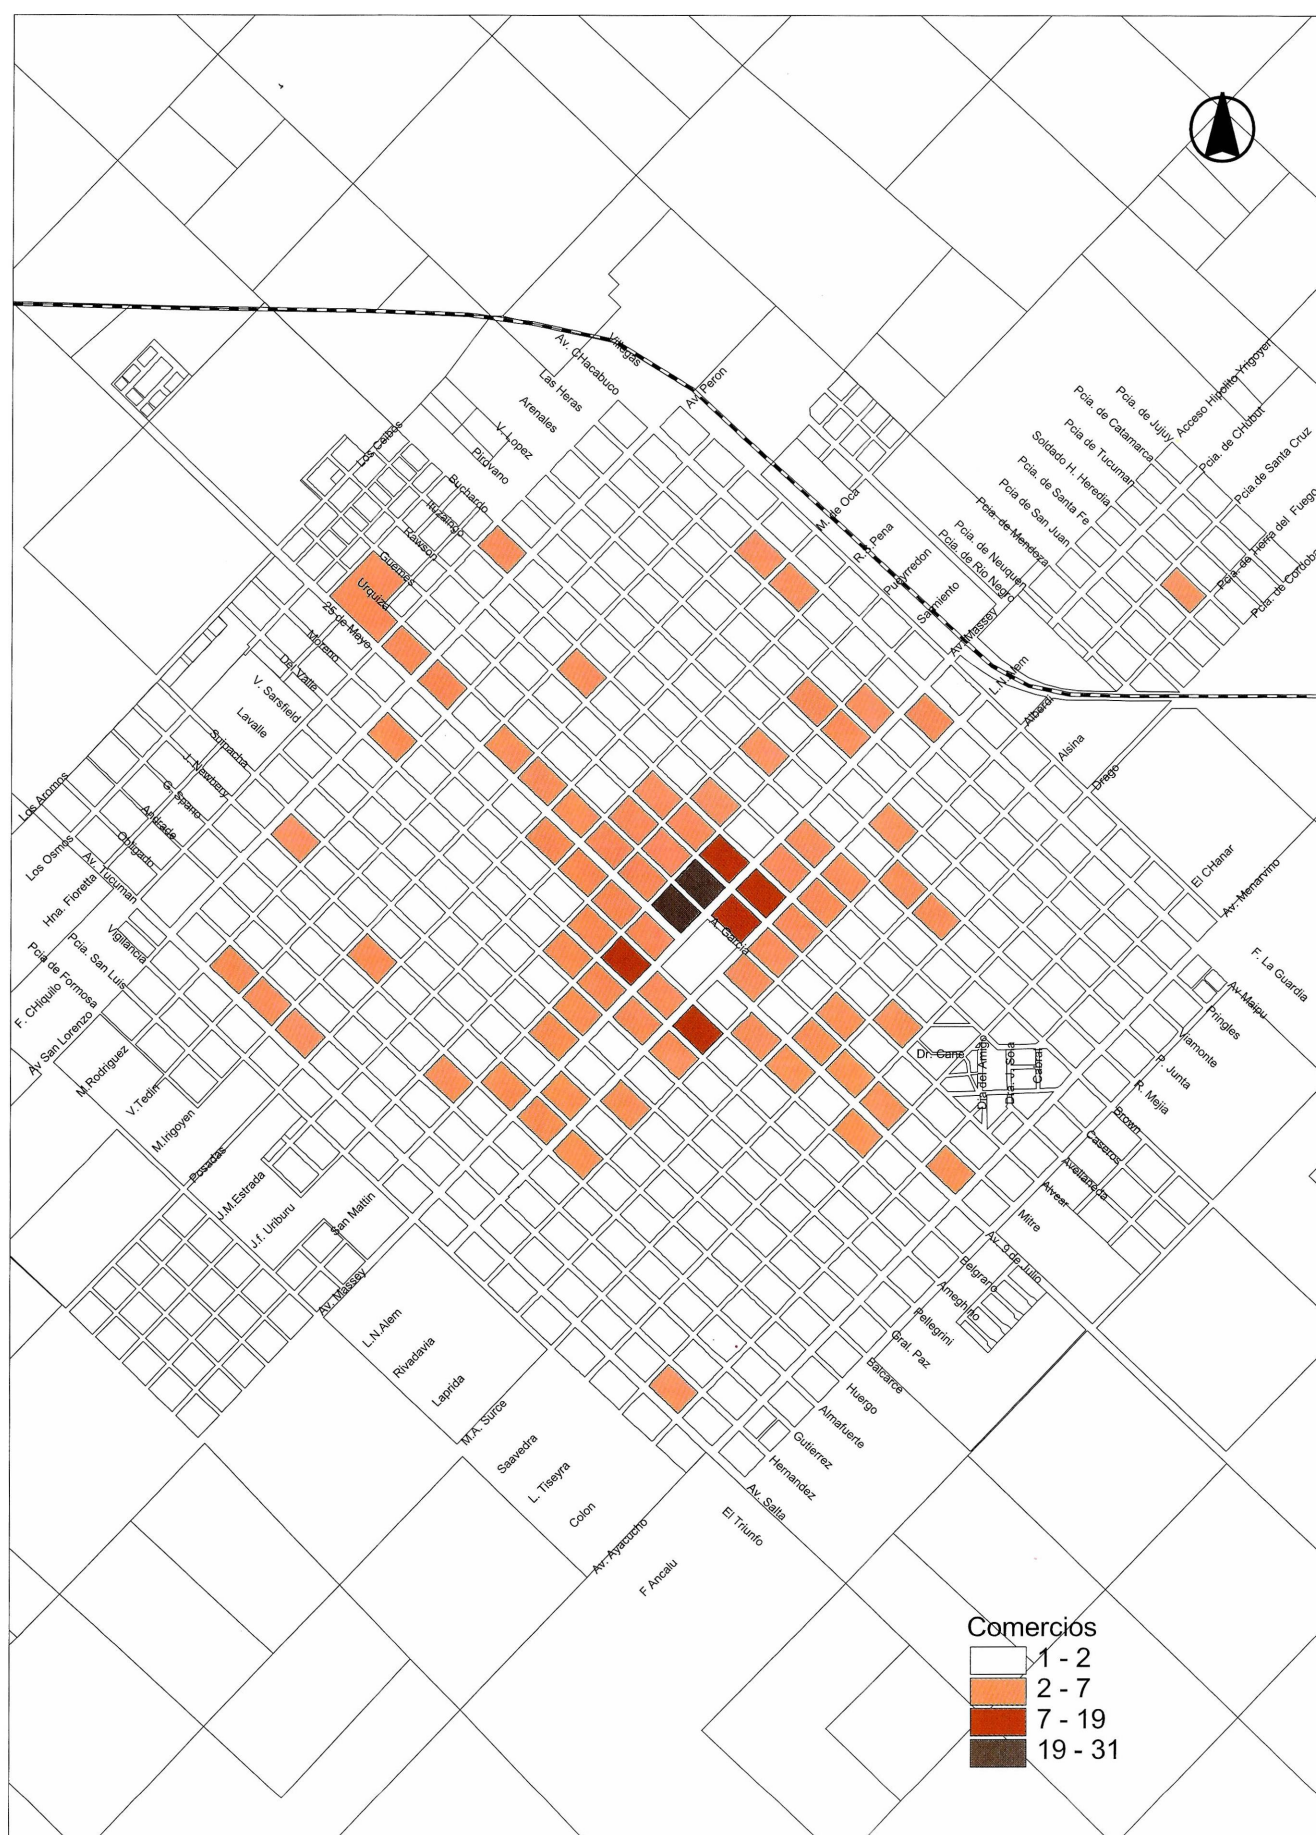 Villegas
Av. CHacabuco
Las Heras
Av. Peron
Arenales
V. Lopez
Pirovano
Los Ceibos
Buchardo
Ituzaingo
Rawson
Guemes
Urquiza
25 de Mayo
Moreno
Del Valle
V. Sarsfield
Lavalle
Suipacha
J. Newbery
G. Spano
Andrade
Obligado
Av. Tucuman
Los Aromos
Los Osmos
Hna. Fioretta
Vigilancia
Pcia. San Luis
Pcia de Formosa
F. CHiquilo
Av San Lorenzo
M.Rodriguez
V.Tedin
M.Irigoyen
Posadas
J.M.Estrada
J.f. Uriburu
San Mattin
Av. Massey
L.N.Alem
Rivadavia
Laprida
M.A. Surce
Saavedra
L. Tiseyra
Colon
Av. Ayacucho
F Ancalu
El Triunfo
Av. Salta
Hernandez
Gutierrez
Almafuerte
Huergo
Balcarce
Gral. Paz
Pellegrini
Ameghino
Belgrano
Av. 9 de Julio
Mitre
Alvear
Avellaneda
Caseros
Brown
R. Mejia
P. Junta
Viamonte
Pringles
Av Maipu
F. La Guardia
Av. Menarvino
El CHanar
Drago
Alsina
Alberdi
L.N. Alem
Av. Massey
Sarmiento
Pueyrredon
R.S. Pena
M. de Oca
Pcia. de Rio Negro
Pcia. de Neuquen
Pcia. de Mendoza
Pcia de San Juan
Pcia. de Santa Fe
Soldado H. Heredia
Pcia de Tucuman
Pcia. de Catamarca
Pcia. de Jujuy
Acceso Hipolito Yrigoyen
Pcia. de CHubut
Pcia.de Santa Cruz
Pcia. de Tierra del Fuego
Pcia. de Cordoba
A. Garcia
Dr. Cane
Dra del Amigo
Dra. J. Sola
Cabral
Comercios
1 - 2
2 - 7
7 - 19
19 - 31